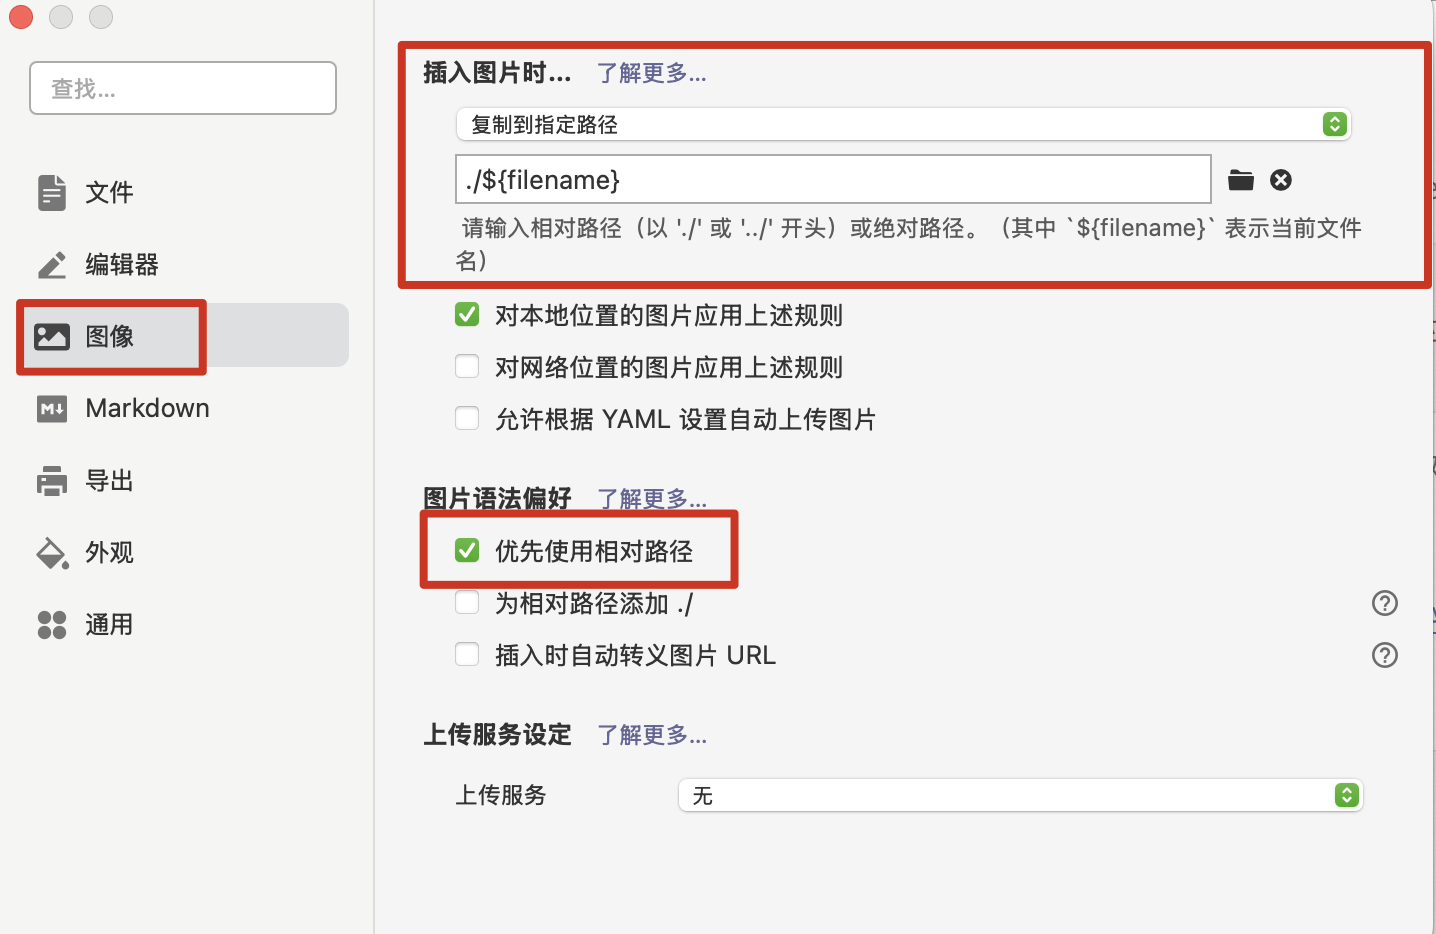 查找...
文件
编辑器
图像
Markdown
导出
外观
通用
插入图片时... 了解更多...
复制到指定路径
./${filename}
请输入相对路径（以 './' 或 '../' 开头）或绝对路径。（其中 `${filename}` 表示当前文件
名）
对本地位置的图片应用上述规则
对网络位置的图片应用上述规则
允许根据 YAML 设置自动上传图片
图片语法偏好 了解更多...
优先使用相对路径
为相对路径添加 ./
插入时自动转义图片 URL
上传服务设定 了解更多...
上传服务 无